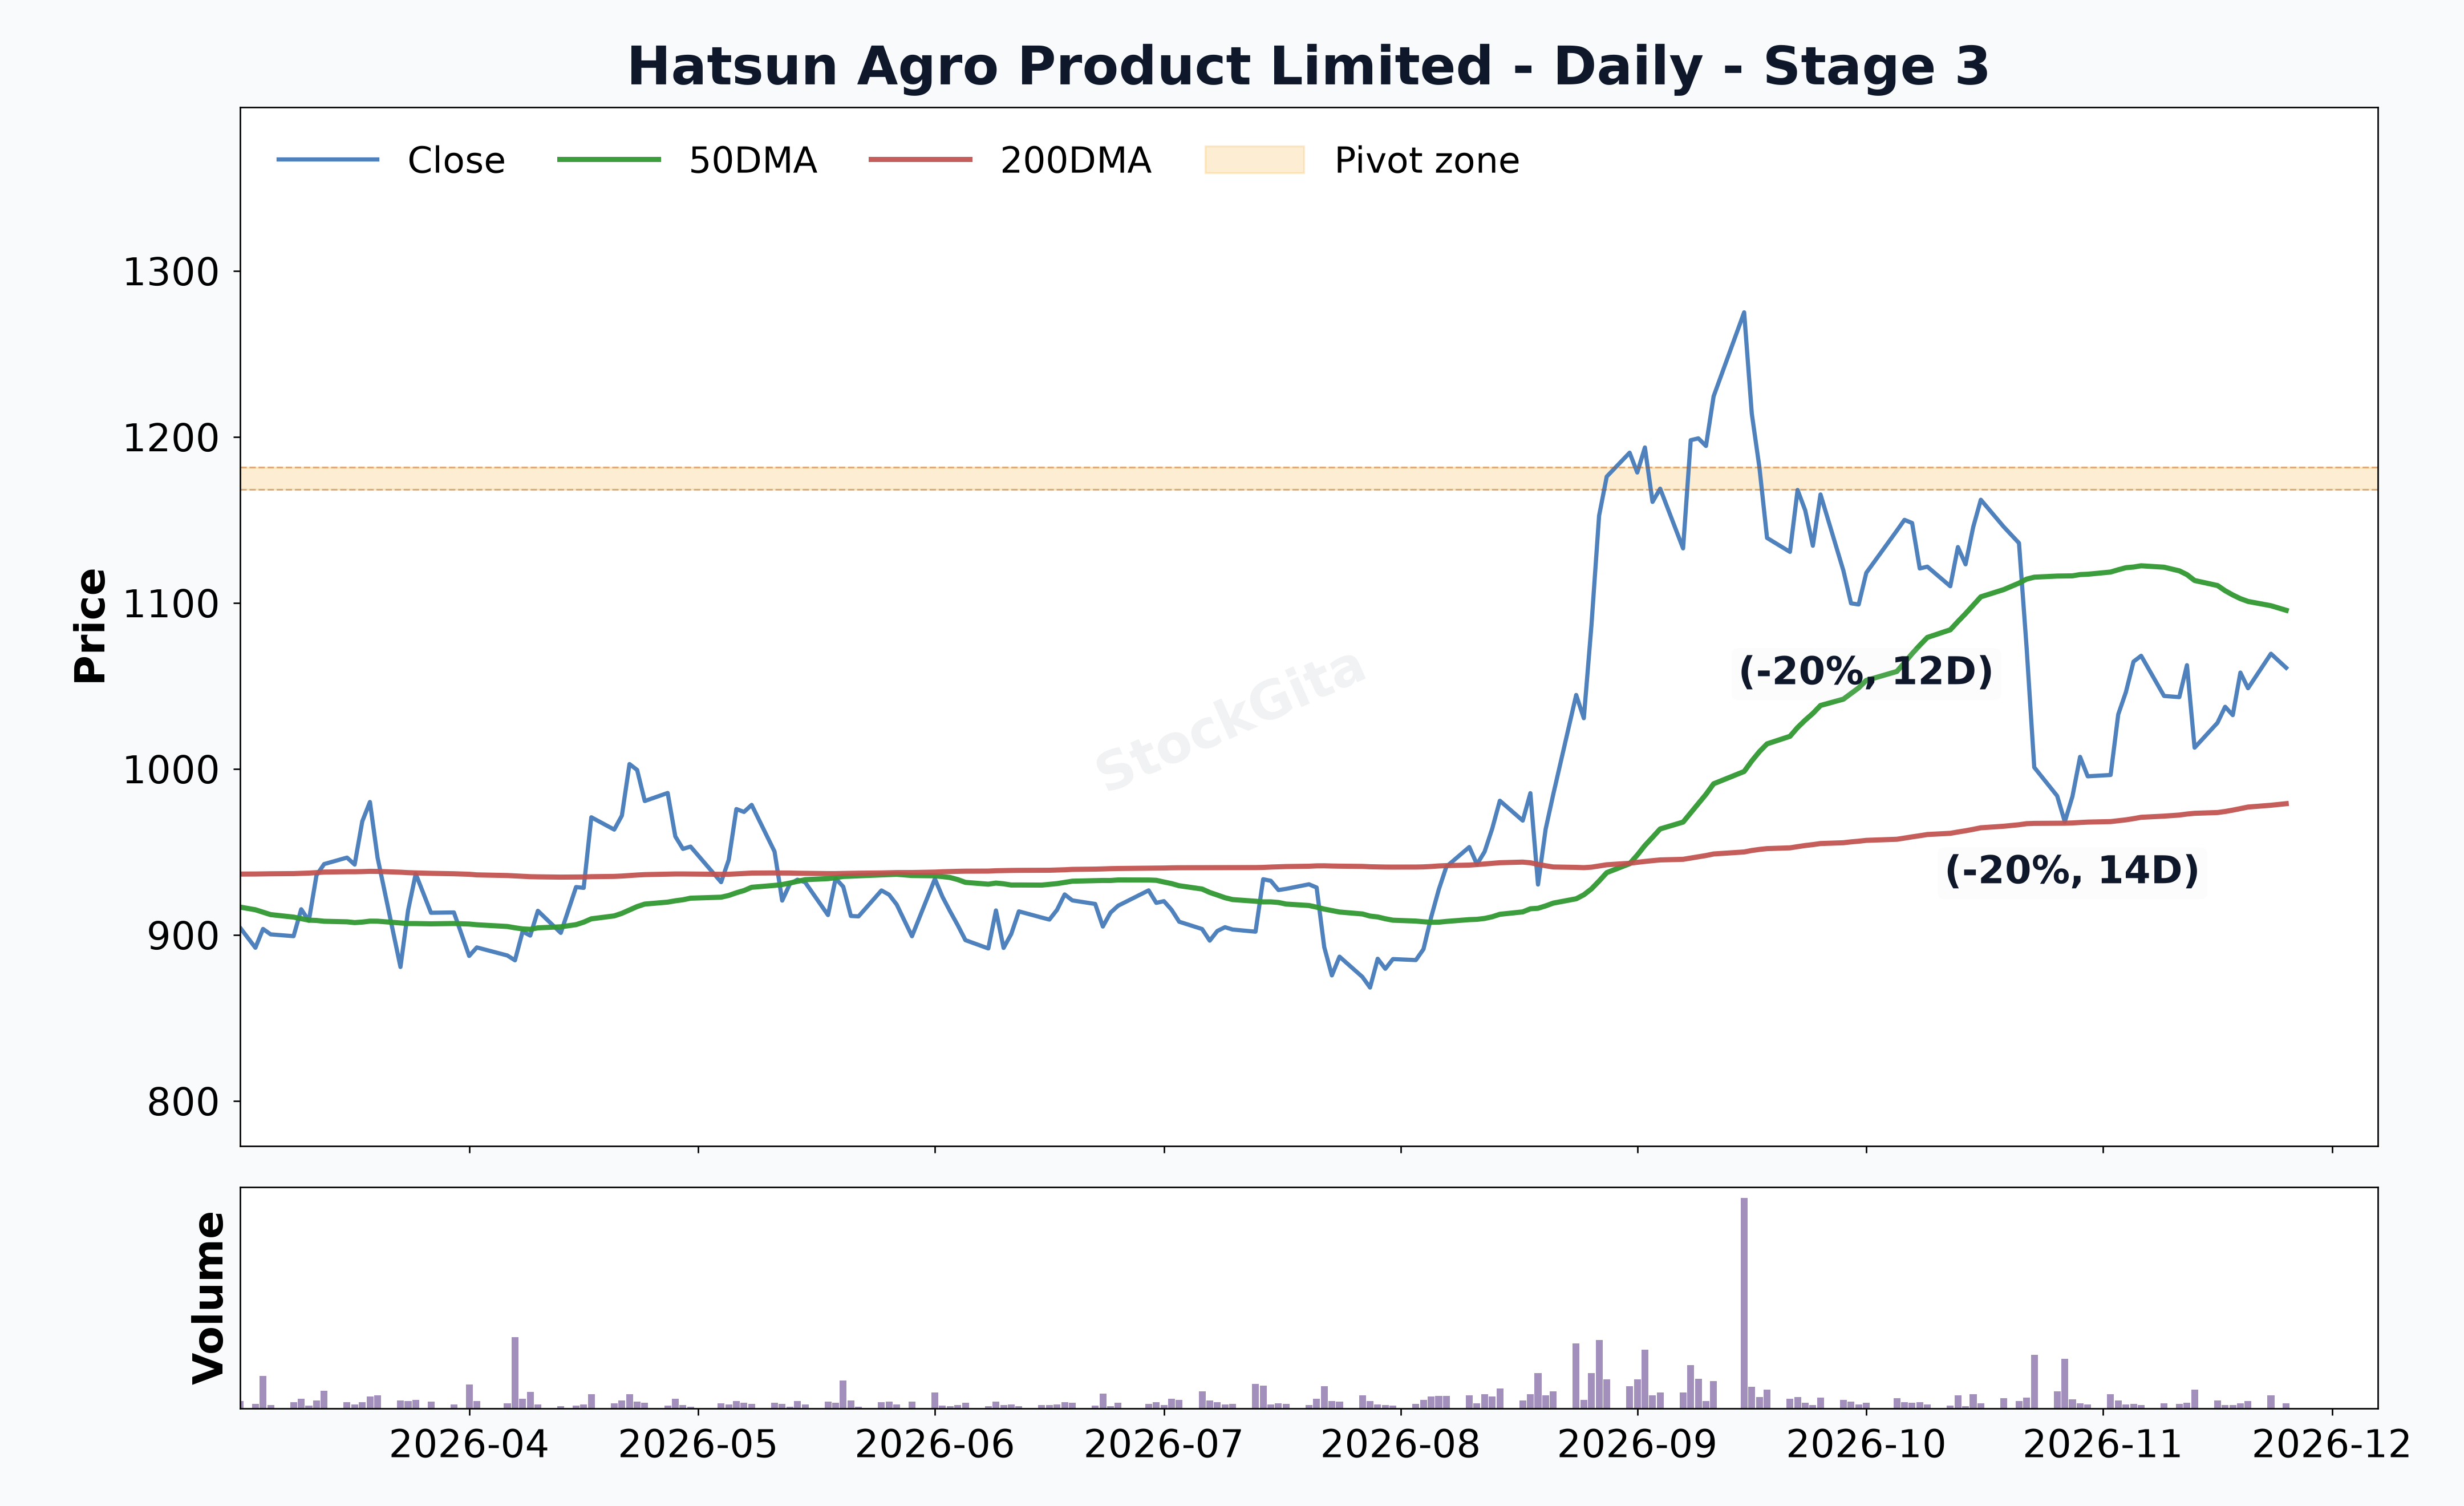 Hatsun Agro Product Limited - Daily - Stage 3
Close 50DMA 200DMA Pivot zone
1300
1200
1100
1000
900
800
Price
(-20%, 12D)
(-20%, 14D)
StockGita
Volume
2026-04 2026-05 2026-06 2026-07 2026-08 2026-09 2026-10 2026-11 2026-12